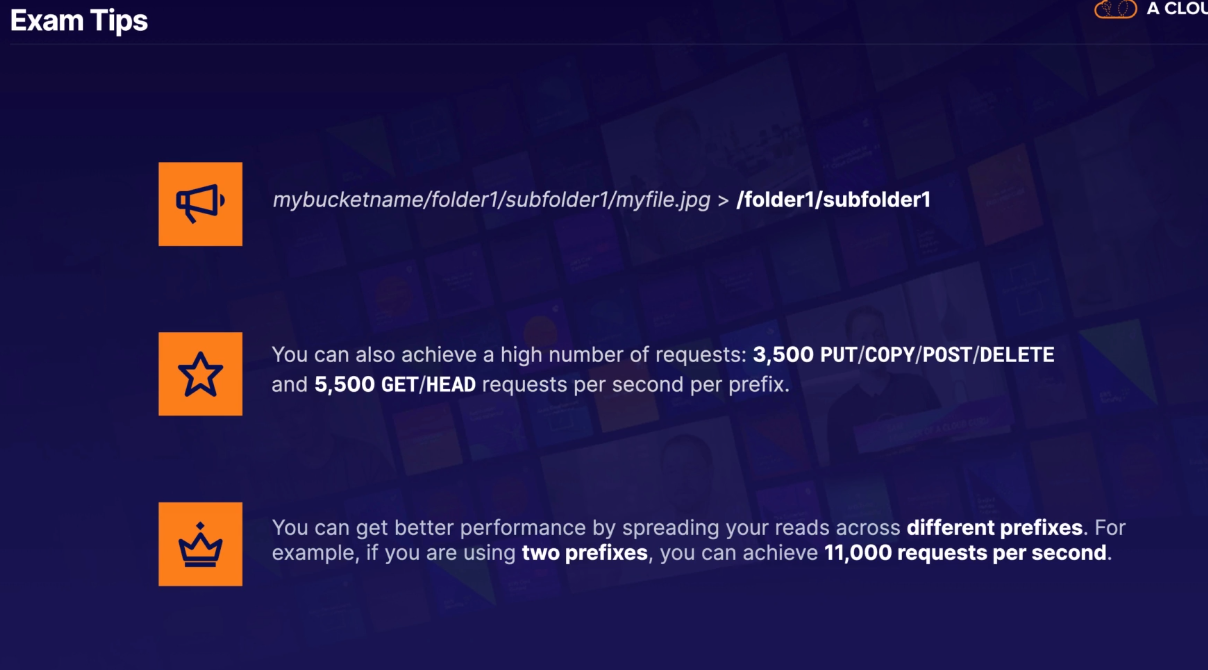 Exam Tips
A CLOU
mybucketname/folder1/subfolder1/myfile.jpg > /folder1/subfolder1
You can also achieve a high number of requests: 3,500 PUT/COPY/POST/DELETE
and 5,500 GET/HEAD requests per second per prefix.
You can get better performance by spreading your reads across different prefixes. For
example, if you are using two prefixes, you can achieve 11,000 requests per second.